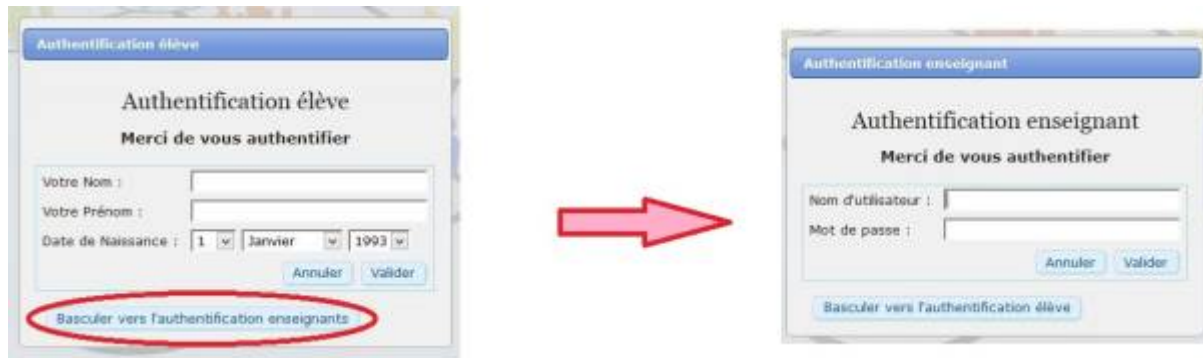 Authentification élève
Authentification élève
Merci de vous authentifier
Votre Nom :
Votre Prénom :
Date de Naissance : 1 Janvier 1993
Annuler Valider
Basculer vers l'authentification enseignants
Authentification enseignant
Authentification enseignant
Merci de vous authentifier
Nom d'utilisateur :
Mot de passe :
Annuler Valider
Basculer vers l'authentification élève